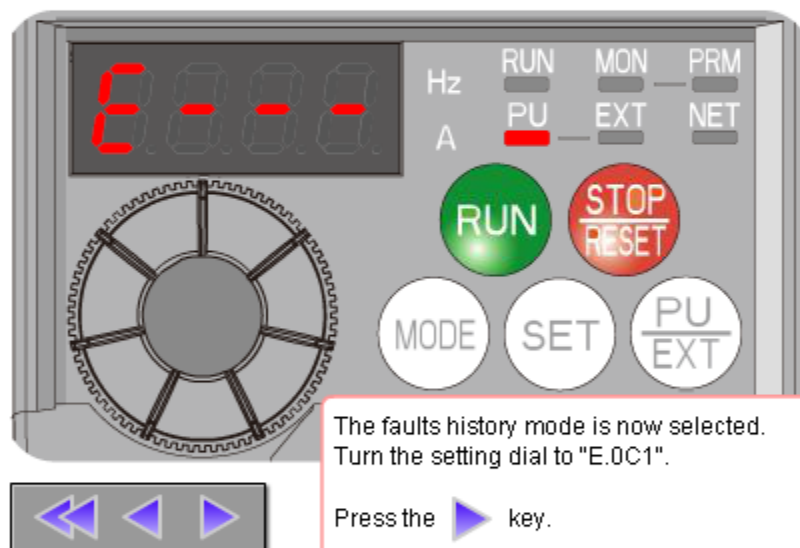 E---
Hz
RUN MON PRM
A
PU EXT NET
RUN
STOP
RESET
MODE
SET
PU
EXT
The faults history mode is now selected.
Turn the setting dial to "E.0C1".
Press the key.